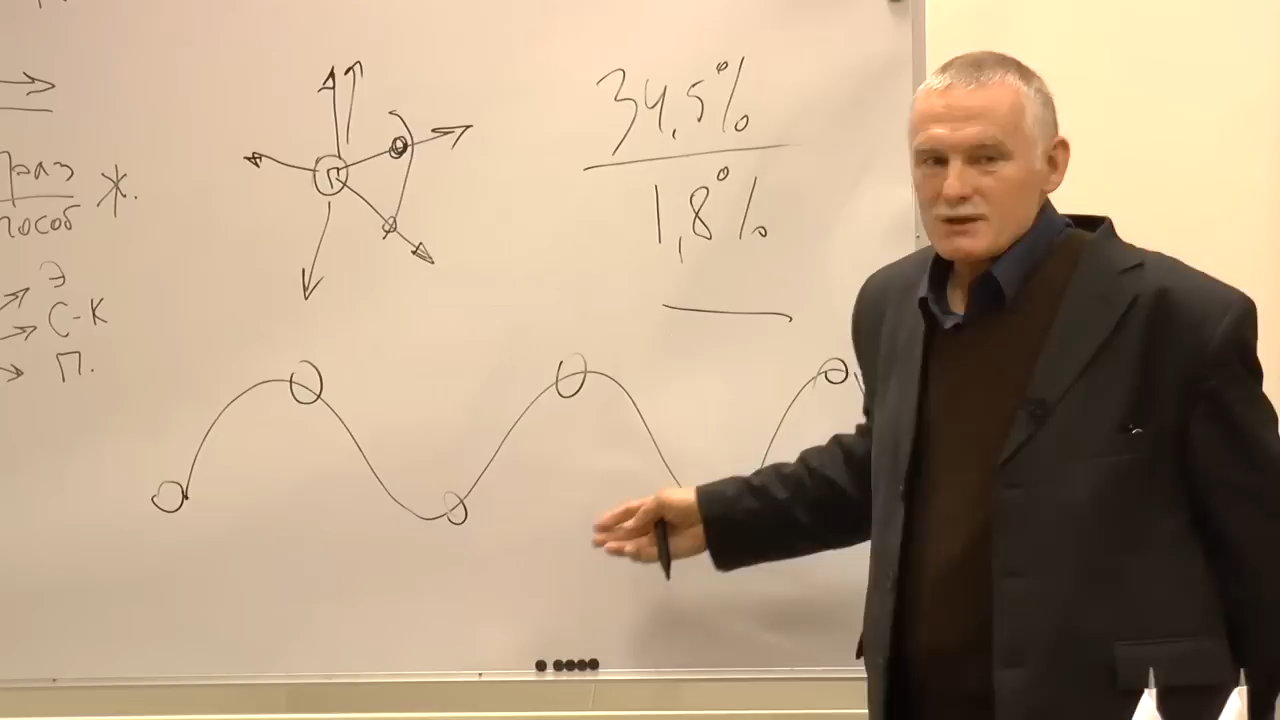 раз
пособ
Ж.
Э
С-К
П.
П
34,5%
1,8%